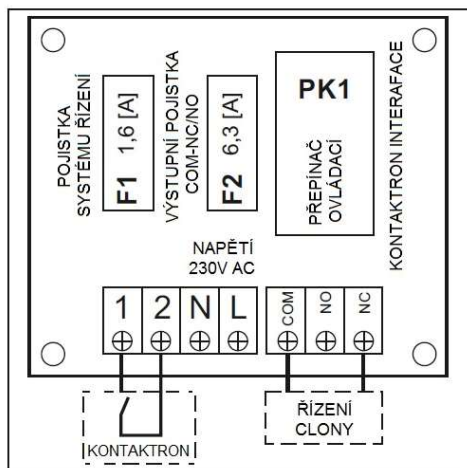 POJISTKA
SYSTÉMU ŘÍZENÍ
F1 1,6 [A]
VÝSTUPNÍ POJISTKA
COM-NC/NO
F2 6,3 [A]
PK1
PŘEPÍNAČ
OVLÁDACÍ
KONTAKTRON INTERAFACE
NAPĚTÍ
230V AC
1 2 N L COM NO NC
KONTAKTRON
ŘÍZENÍ
CLONY